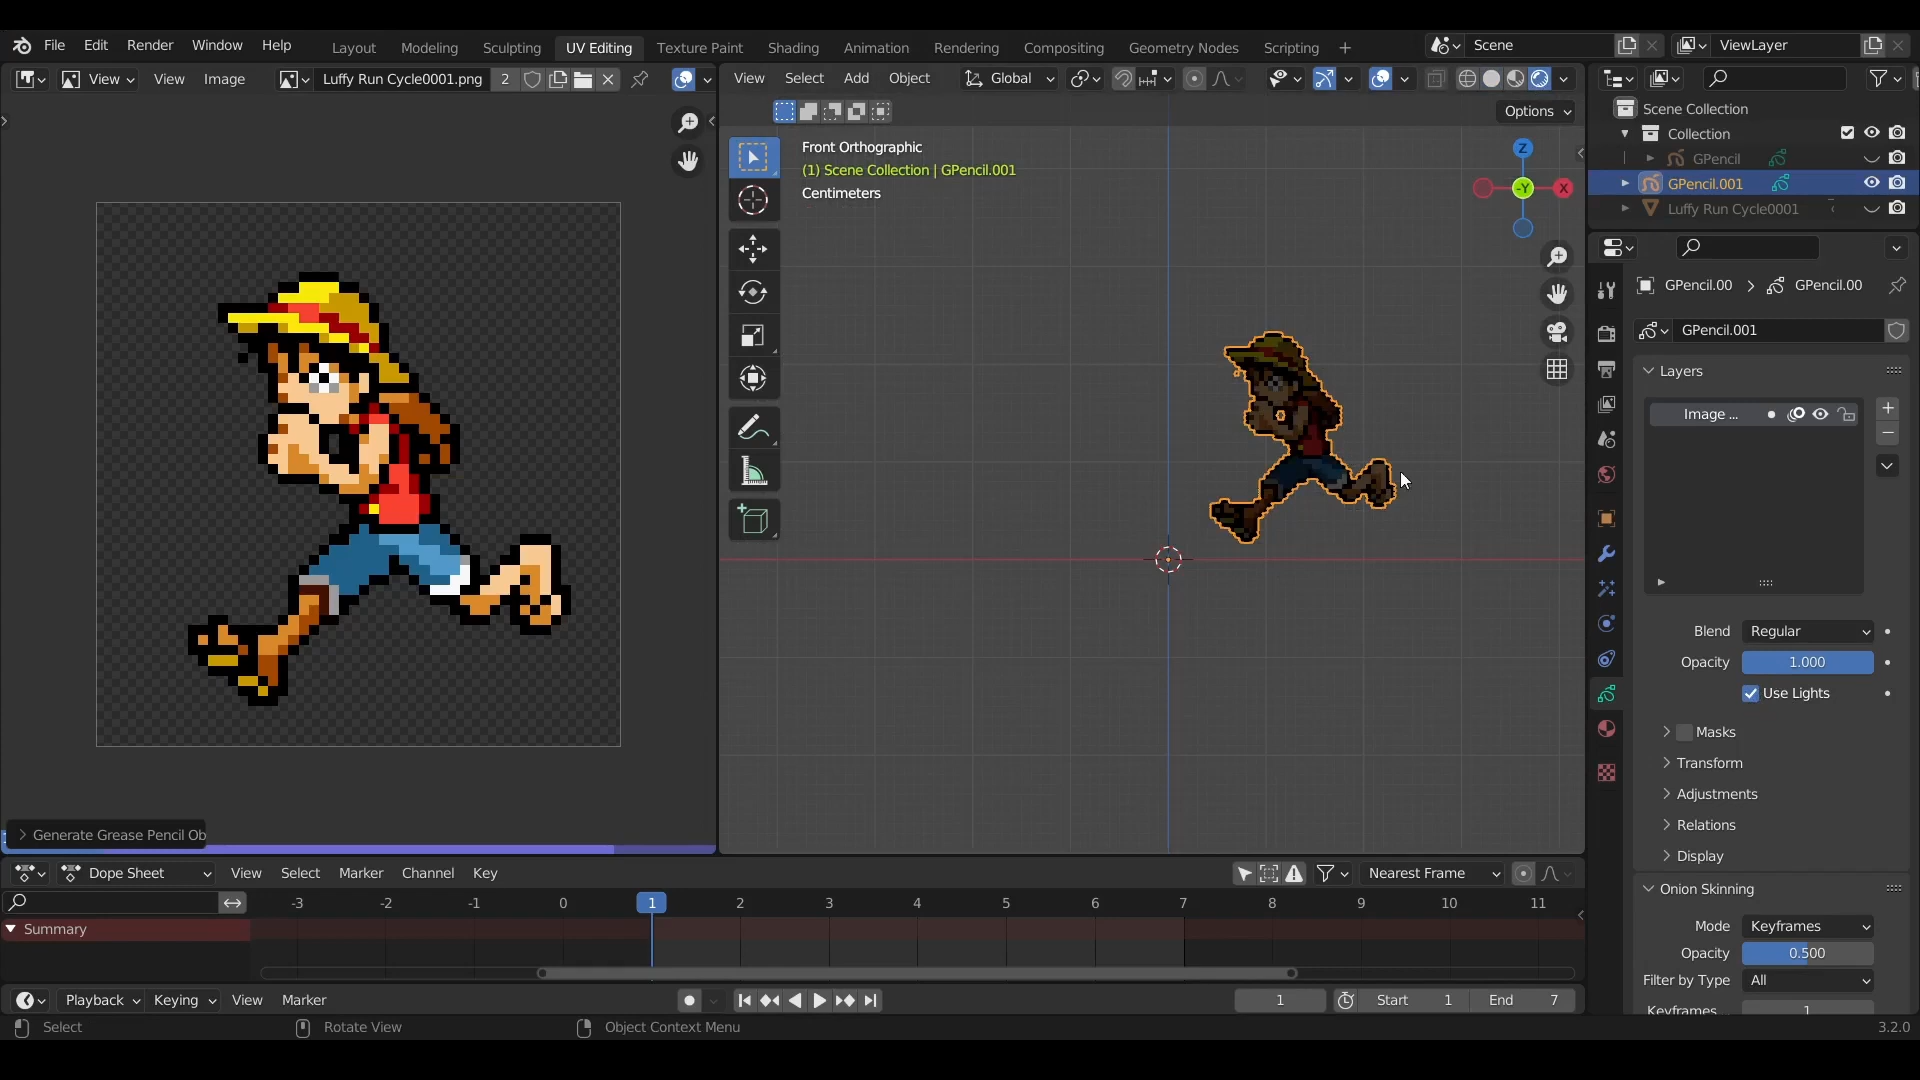 File Edit Render Window Help
Layout Modeling Sculpting UV Editing Texture Paint Shading Animation Rendering Compositing Geometry Nodes Scripting +
Scene
ViewLayer
View View Image Luffy Run Cycle0001.png 2
View Select Add Object Global
Options
Front Orthographic
(1) Scene Collection | GPencil.001
Centimeters
Z
-Y
X
Scene Collection
Collection
GPencil
GPencil.001
Luffy Run Cycle0001
GPencil.00 > GPencil.00
GPencil.001
Layers
Image ...
Blend Regular
Opacity 1.000
Use Lights
Masks
Transform
Adjustments
Relations
Display
Onion Skinning
Mode Keyframes
Opacity 0.500
Filter by Type All
Keyframes... 1
Generate Grease Pencil Ob
Dope Sheet View Select Marker Channel Key Nearest Frame
-3 -2 -1 0 1 2 3 4 5 6 7 8 9 10 11
Summary
Playback Keying View Marker 1 Start 1 End 7
Select Rotate View Object Context Menu 3.2.0